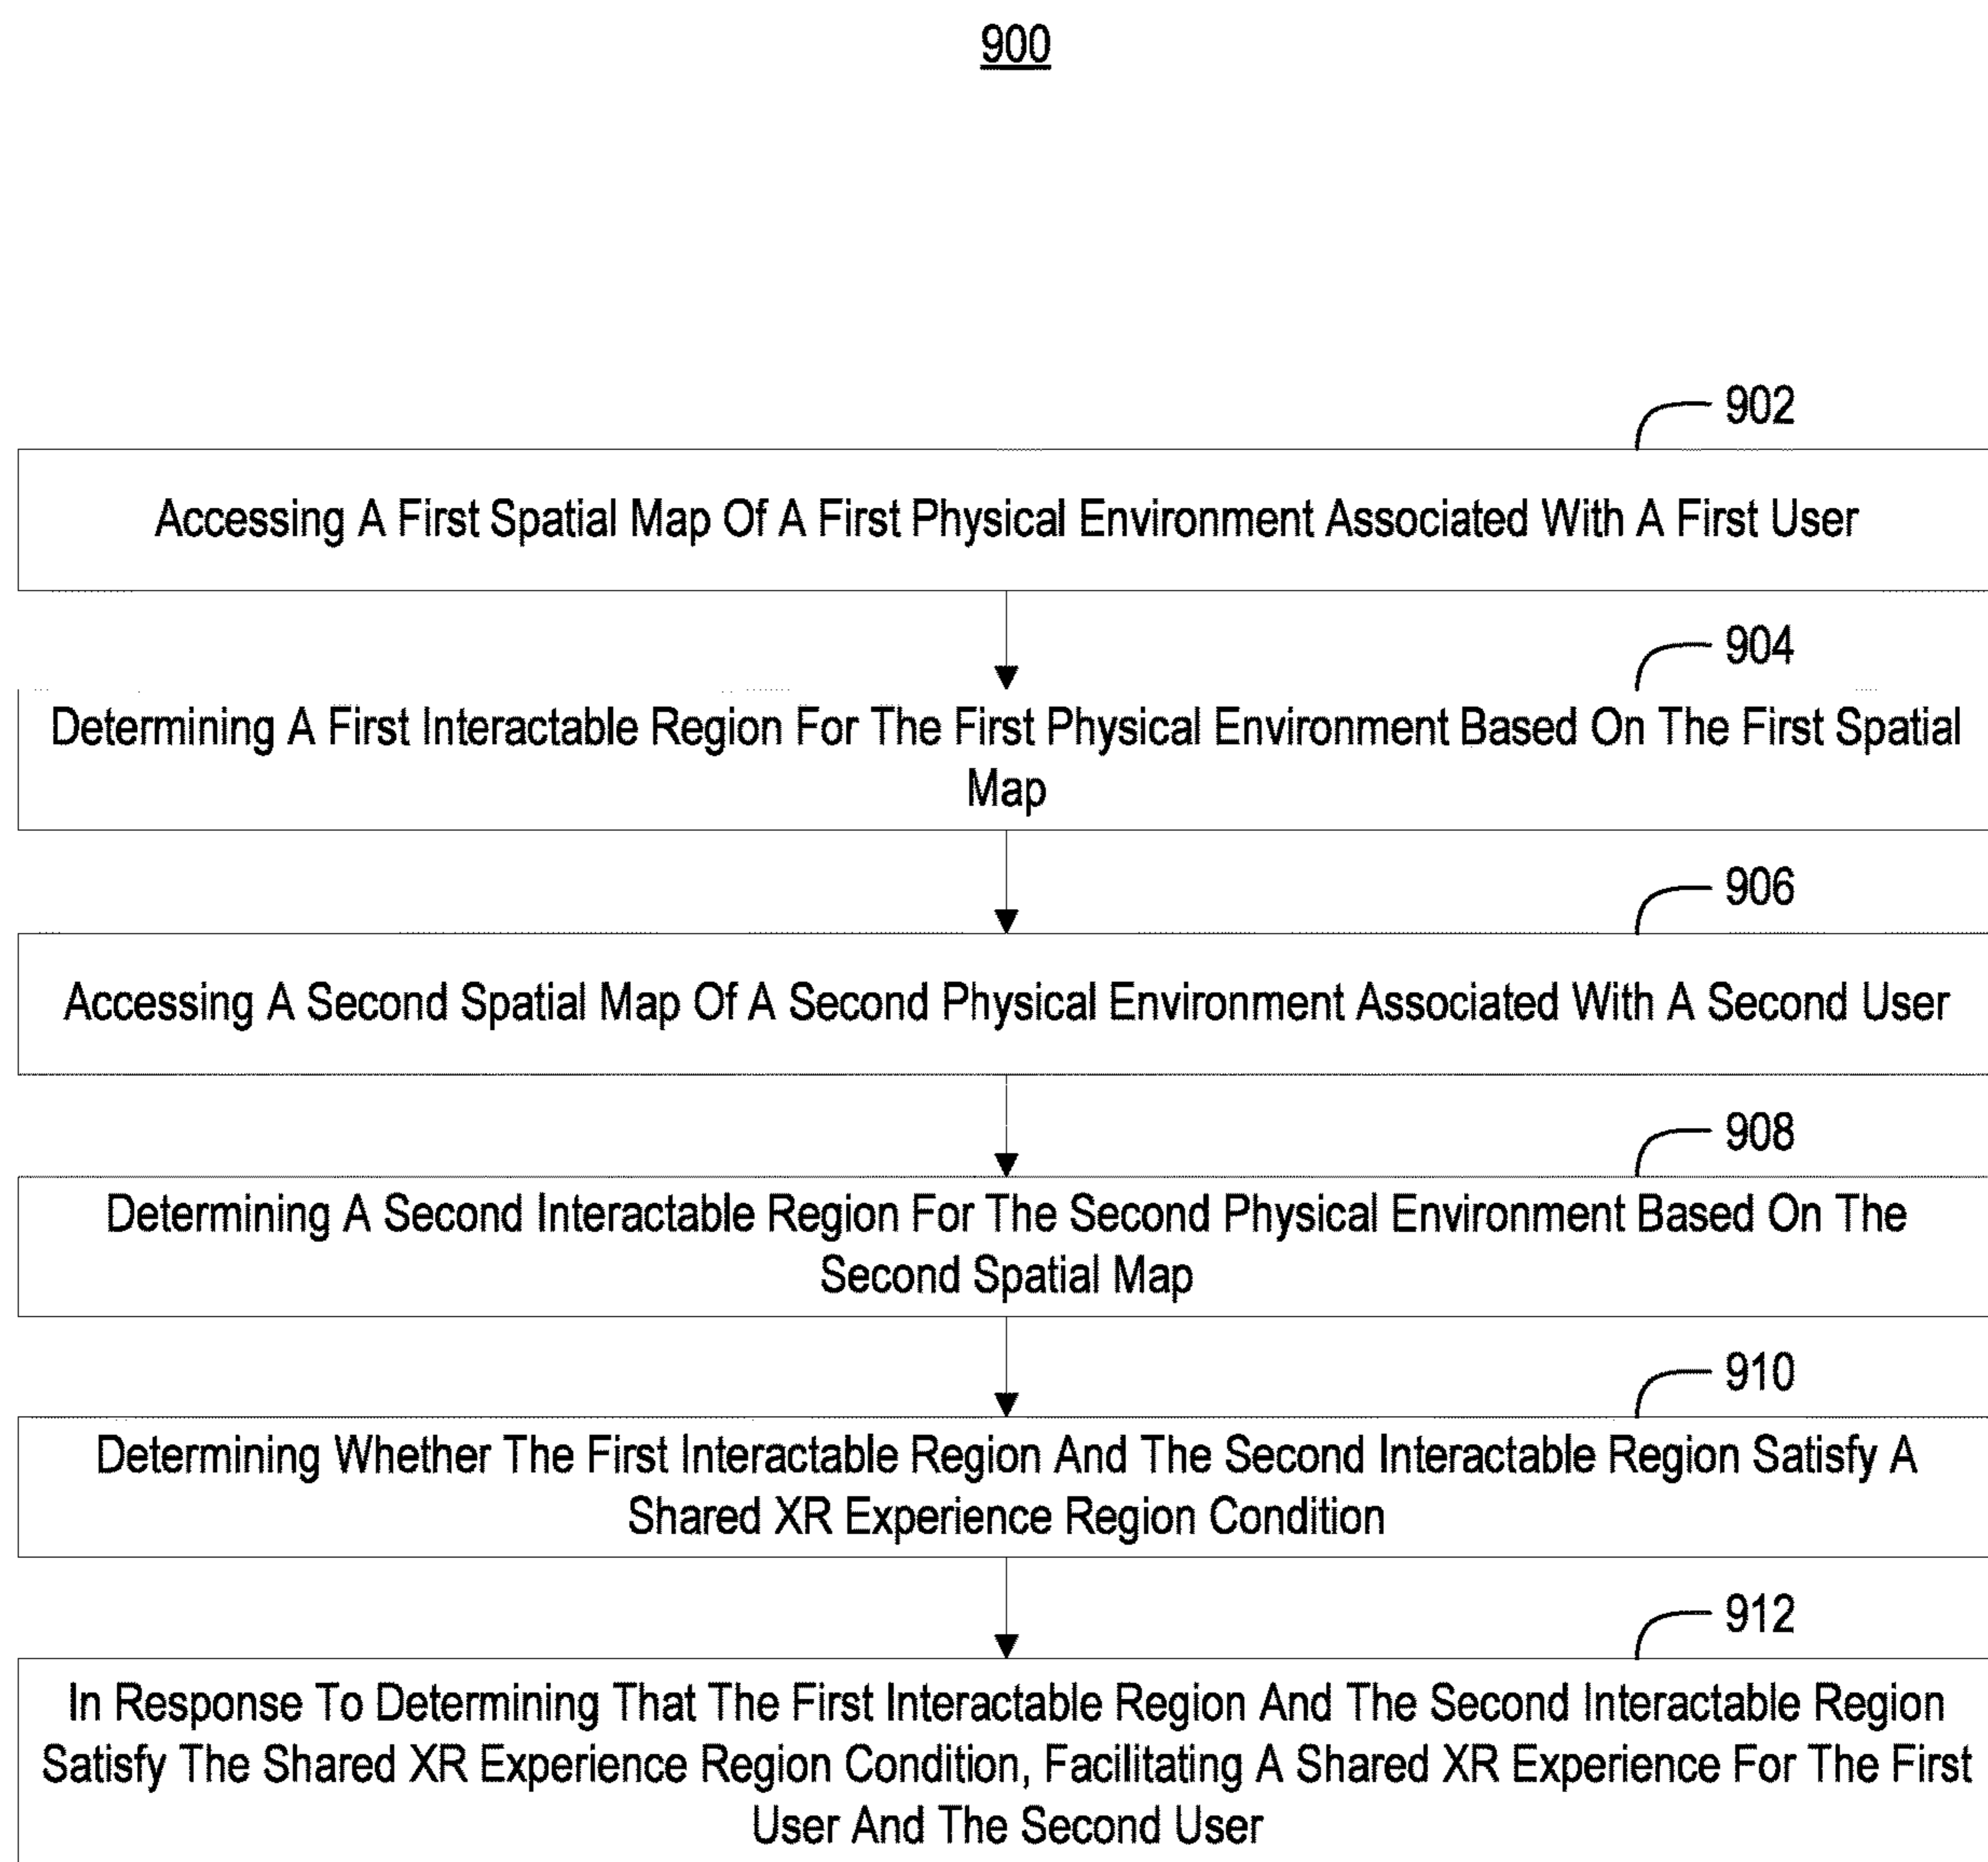 900
902
Accessing A First Spatial Map Of A First Physical Environment Associated With A First User
904
Determining A First Interactable Region For The First Physical Environment Based On The First Spatial
Map
906
Accessing A Second Spatial Map Of A Second Physical Environment Associated With A Second User
908
Determining A Second Interactable Region For The Second Physical Environment Based On The
Second Spatial Map
910
Determining Whether The First Interactable Region And The Second Interactable Region Satisfy A
Shared XR Experience Region Condition
912
In Response To Determining That The First Interactable Region And The Second Interactable Region
Satisfy The Shared XR Experience Region Condition, Facilitating A Shared XR Experience For The First
User And The Second User